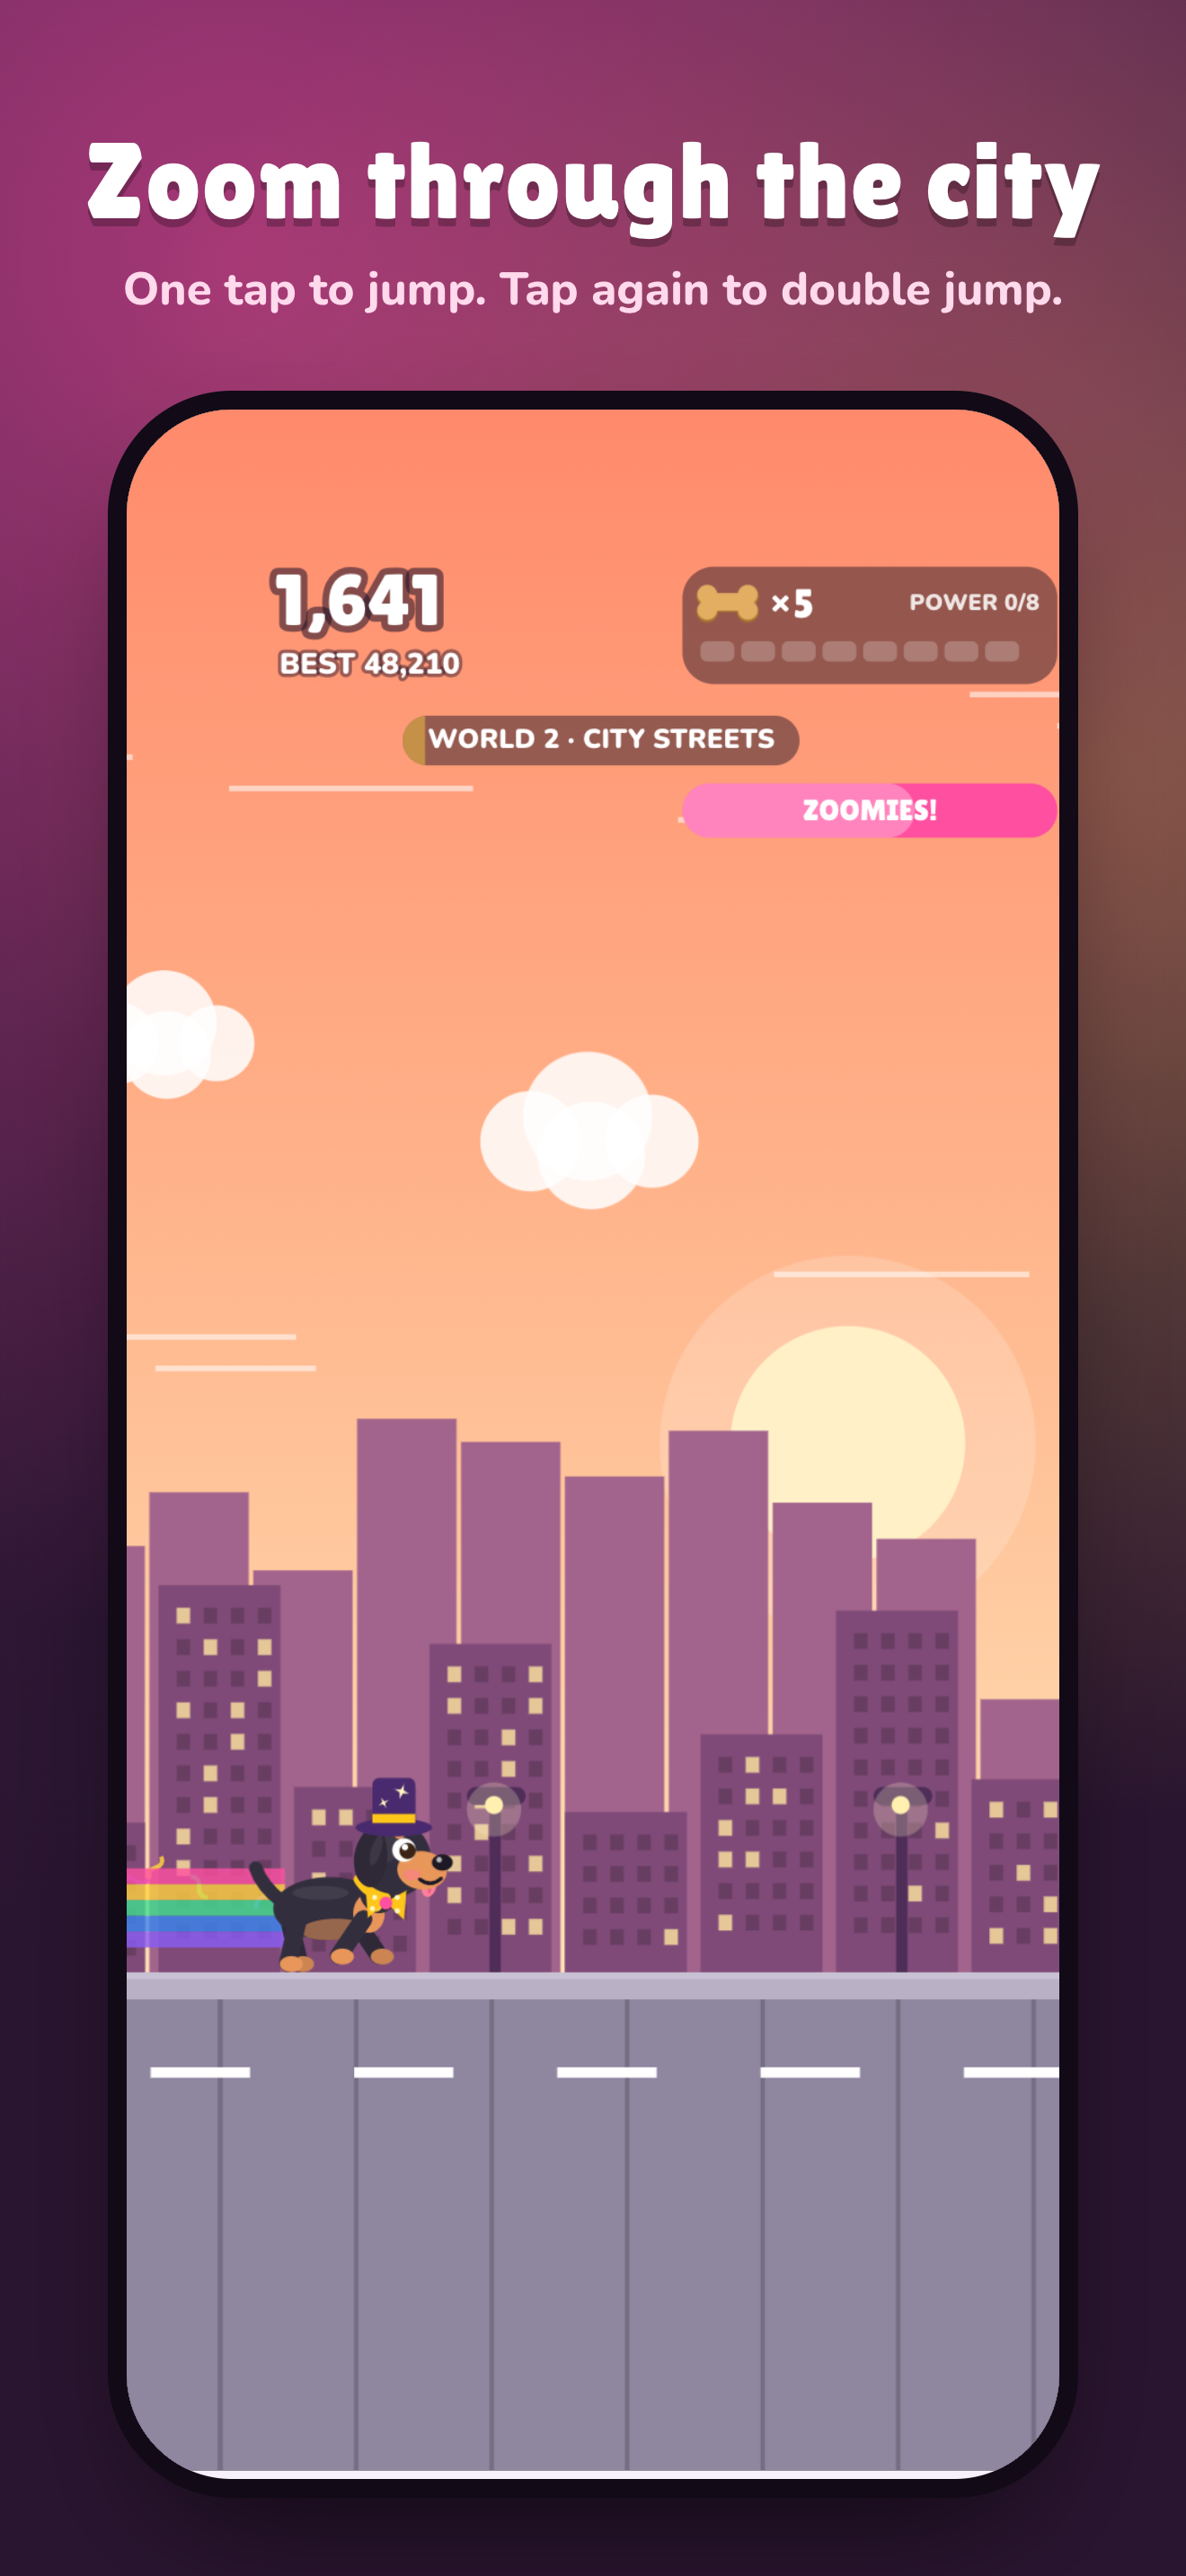 Zoom through the city
One tap to jump. Tap again to double jump.
1,641
BEST 48,210
×5
POWER 0/8
WORLD 2 · CITY STREETS
ZOOMIES!